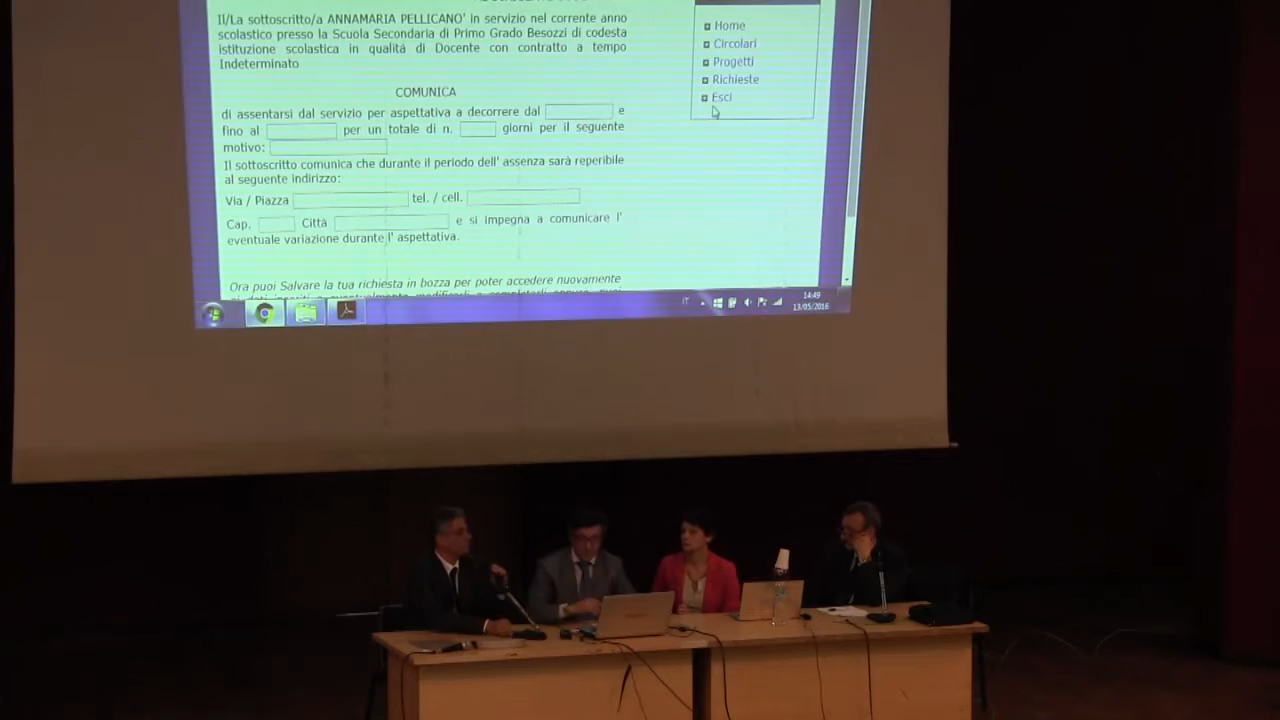 Il/La sottoscritto/a ANNAMARIA PELLICANO' in servizio nel corrente anno
scolastico presso la Scuola Secondaria di Primo Grado Besozzi di codesta
istituzione scolastica in qualità di Docente con contratto a tempo
Indeterminato
COMUNICA
di assentarsi dal servizio per aspettativa a decorrere dal e
fino al per un totale di n. giorni per il seguente
motivo:
Il sottoscritto comunica che durante il periodo dell' assenza sarà reperibile
al seguente indirizzo:
Via / Piazza tel. / cell.
Cap. Città e si impegna a comunicare l'
eventuale variazione durante l' aspettativa.
Ora puoi Salvare la tua richiesta in bozza per poter accedere nuovamente
Home
Circolari
Progetti
Richieste
Esci
IT
14:49
13/05/2016